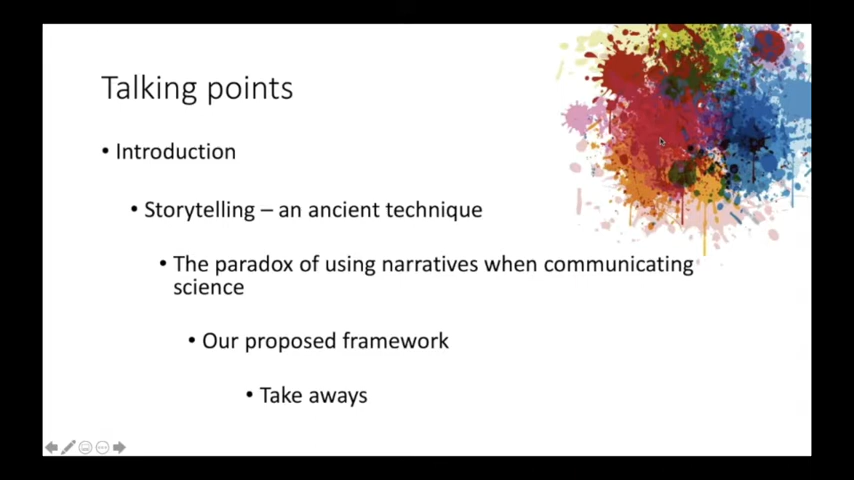 Talking points
• Introduction
• Storytelling – an ancient technique
• The paradox of using narratives when communicating
science
• Our proposed framework
• Take aways